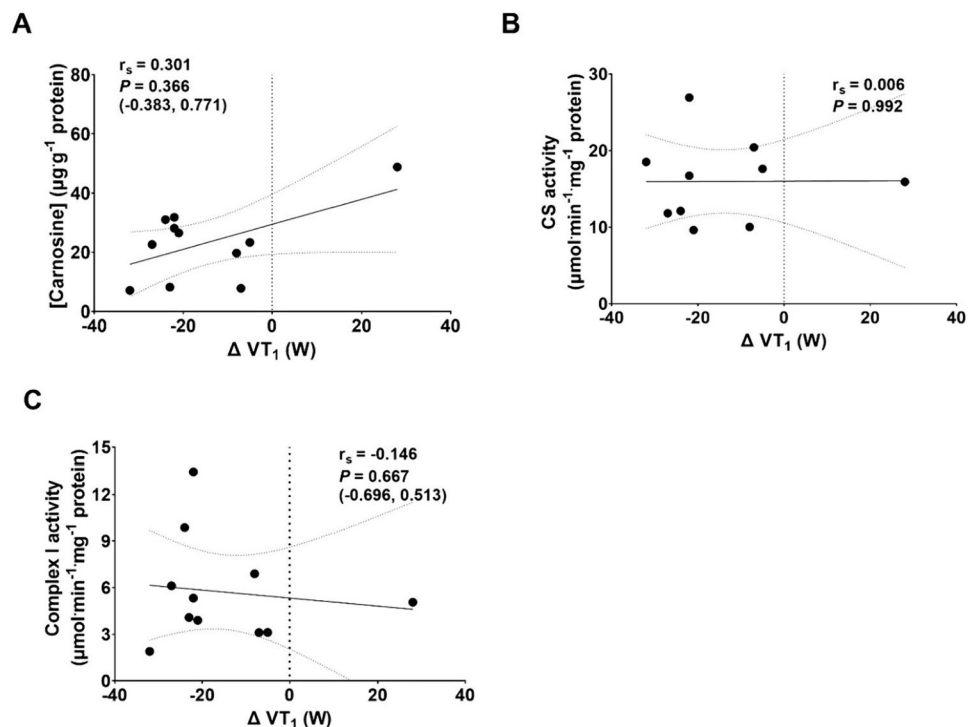 A
r_s = 0.301
P = 0.366
(-0.383, 0.771)
[Carnosine] (µg·g⁻¹ protein)
80
60
40
20
0
-40 -20 0 20 40
Δ VT₁ (W)
B
r_s = 0.006
P = 0.992
CS activity
(µmol·min⁻¹·mg⁻¹ protein)
30
20
10
0
-40 -20 0 20 40
Δ VT₁ (W)
C
r_s = -0.146
P = 0.667
(-0.696, 0.513)
Complex I activity
(µmol·min⁻¹·mg⁻¹ protein)
15
12
9
6
3
0
-40 -20 0 20 40
Δ VT₁ (W)